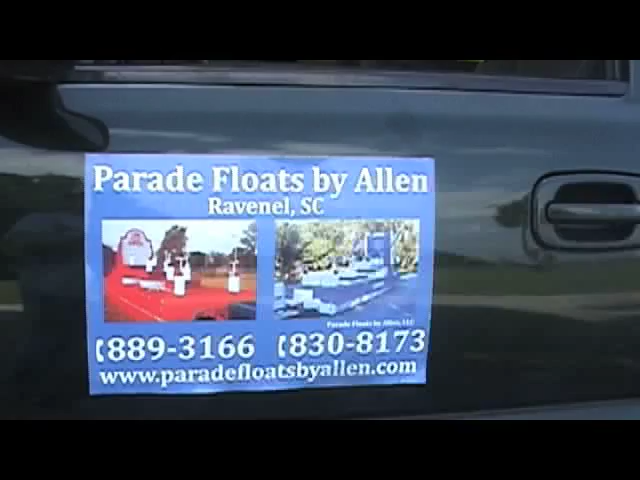 Parade Floats by Allen
Ravenel, SC
Parade Floats by Allen, LLC
889-3166 830-8173
www.paradefloatsbyallen.com